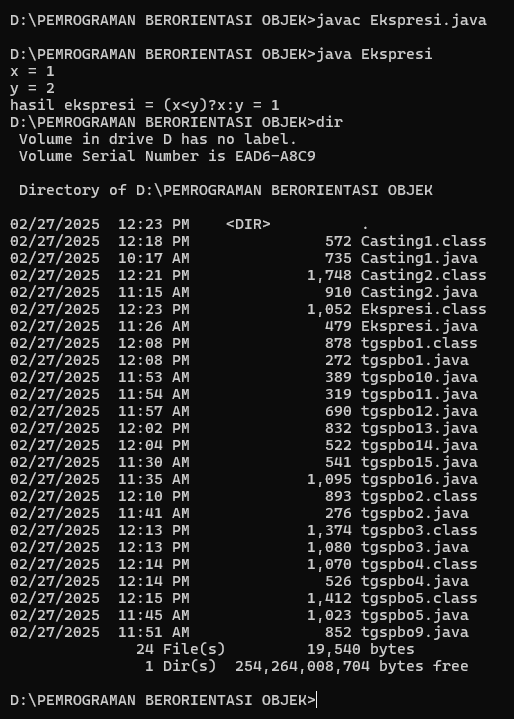 D:\PEMROGRAMAN BERORIENTASI OBJEK>javac Ekspresi.java
D:\PEMROGRAMAN BERORIENTASI OBJEK>java Ekspresi
x = 1
y = 2
hasil ekspresi = (x<y)?x:y = 1
D:\PEMROGRAMAN BERORIENTASI OBJEK>dir
 Volume in drive D has no label.
 Volume Serial Number is EAD6-A8C9
 Directory of D:\PEMROGRAMAN BERORIENTASI OBJEK
02/27/2025  12:23 PM    <DIR>          .
02/27/2025  12:18 PM               572 Casting1.class
02/27/2025  10:17 AM               735 Casting1.java
02/27/2025  12:21 PM             1,748 Casting2.class
02/27/2025  11:15 AM               910 Casting2.java
02/27/2025  12:23 PM             1,052 Ekspresi.class
02/27/2025  11:26 AM               479 Ekspresi.java
02/27/2025  12:08 PM               878 tgspbo1.class
02/27/2025  12:08 PM               272 tgspbo1.java
02/27/2025  11:53 AM               389 tgspbo10.java
02/27/2025  11:54 AM               319 tgspbo11.java
02/27/2025  11:57 AM               690 tgspbo12.java
02/27/2025  12:02 PM               832 tgspbo13.java
02/27/2025  12:04 PM               522 tgspbo14.java
02/27/2025  11:30 AM               541 tgspbo15.java
02/27/2025  11:35 AM             1,095 tgspbo16.java
02/27/2025  12:10 PM               893 tgspbo2.class
02/27/2025  11:41 AM               276 tgspbo2.java
02/27/2025  12:13 PM             1,374 tgspbo3.class
02/27/2025  12:13 PM             1,080 tgspbo3.java
02/27/2025  12:14 PM             1,070 tgspbo4.class
02/27/2025  12:14 PM               526 tgspbo4.java
02/27/2025  12:15 PM             1,412 tgspbo5.class
02/27/2025  11:45 AM             1,023 tgspbo5.java
02/27/2025  11:51 AM               852 tgspbo9.java
              24 File(s)         19,540 bytes
               1 Dir(s)  254,264,008,704 bytes free
D:\PEMROGRAMAN BERORIENTASI OBJEK>